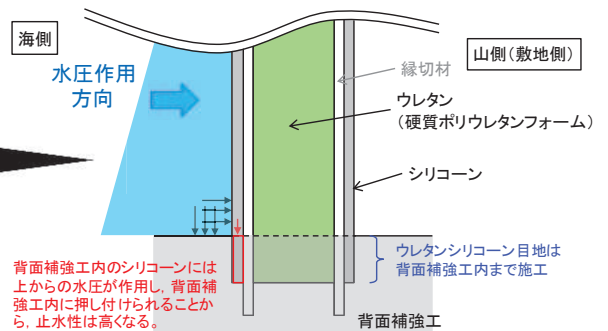 海側
山側(敷地側)
水圧作用
方向
縁切材
ウレタン
(硬質ポリウレタンフォーム)
シリコーン
背面補強工内のシリコーンには
上からの水圧が作用し,背面補
強工内に押し付けられることか
ら,止水性は高くなる。
ウレタンシリコーン目地は
背面補強工内まで施工
背面補強工